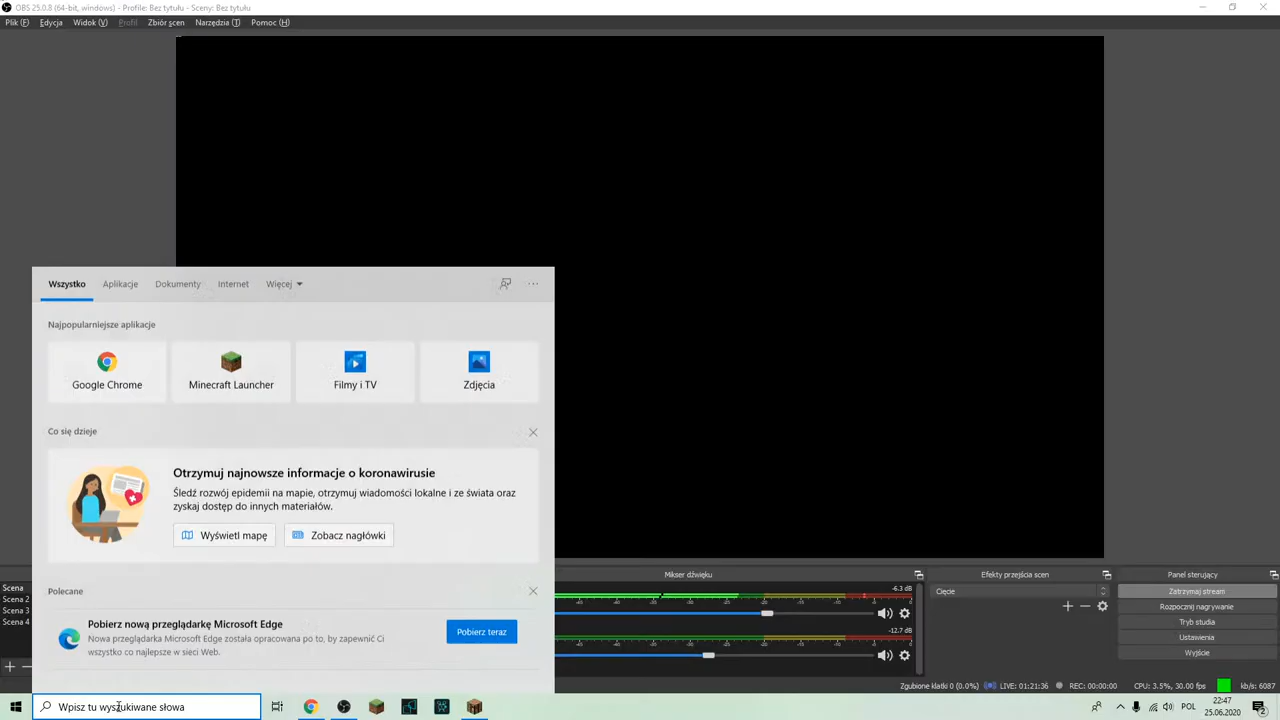 OBS 25.0.8 (64-bit, windows) - Profile: Bez tytułu - Sceny: Bez tytułu
Plik (F) Edycja Widok (V) Profil Zbiór scen Narzędzia (T) Pomoc (H)
Wszystko Aplikacje Dokumenty Internet Więcej
Najpopularniejsze aplikacje
Google Chrome Minecraft Launcher Filmy i TV Zdjęcia
Co się dzieje
Otrzymuj najnowsze informacje o koronawirusie
Śledź rozwój epidemii na mapie, otrzymuj wiadomości lokalne i ze świata oraz
zyskaj dostęp do innych materiałów.
Wyświetl mapę Zobacz nagłówki
Polecane
Pobierz nową przeglądarkę Microsoft Edge
Nowa przeglądarka Microsoft Edge została opracowana po to, by zapewnić Ci
wszystko co najlepsze w sieci Web.
Pobierz teraz
Scena
Scena 2
Scena 3
Scena 4
Mikser dźwięku
-6.3 dB
-12.7 dB
Efekty przejścia scen
Cięcie
Panel sterujący
Zatrzymaj stream
Rozpocznij nagrywanie
Tryb studia
Ustawienia
Wyjście
Zgubione klatki 0 (0.0%) LIVE: 01:21:36 REC: 00:00:00 CPU: 3.5%, 30.00 fps kb/s: 6087
Wpisz tu wyszukiwane słowa
POL
22:47
25.06.2020
2